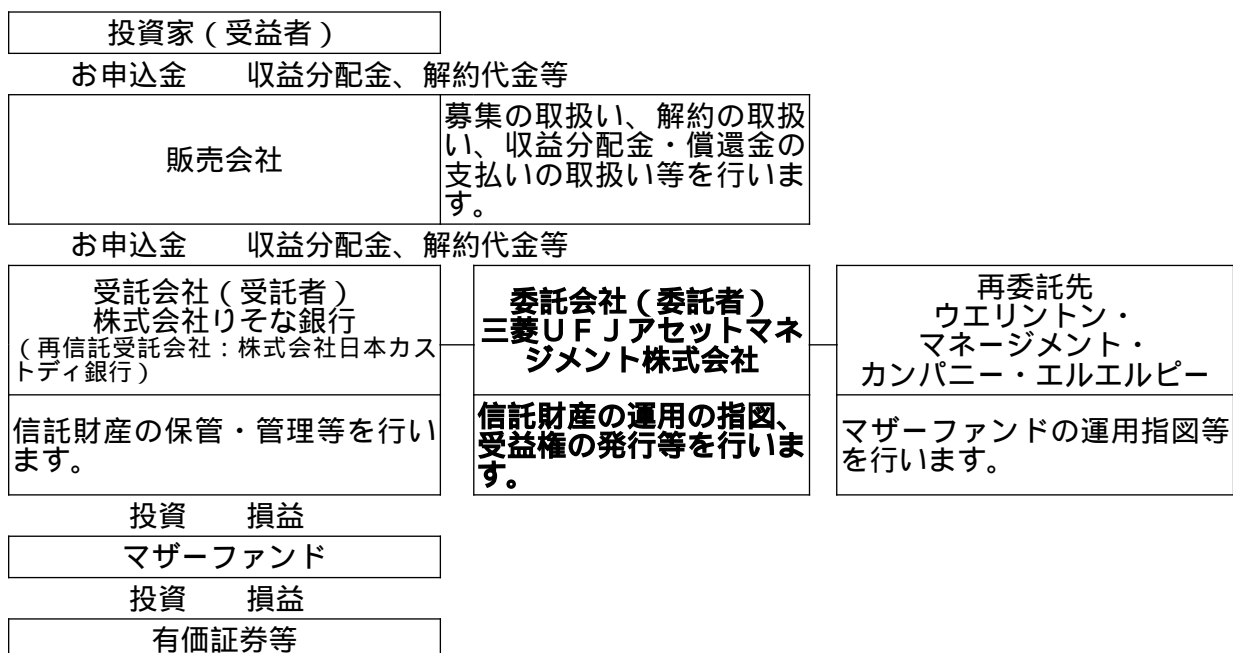 投資家（受益者）
お申込金　　収益分配金、解約代金等
販売会社
募集の取扱い、解約の取扱
い、収益分配金・償還金の
支払いの取扱い等を行いま
す。
お申込金　　収益分配金、解約代金等
受託会社（受託者）
株式会社りそな銀行
（再信託受託会社：株式会社日本カス
トディ銀行）
委託会社（委託者）
三菱ＵＦＪアセットマネ
ジメント株式会社
再委託先
ウエリントン・
マネージメント・
カンパニー・エルエルピー
信託財産の保管・管理等を行い
ます。
信託財産の運用の指図、
受益権の発行等を行いま
す。
マザーファンドの運用指図等
を行います。
投資　　損益
マザーファンド
投資　　損益
有価証券等